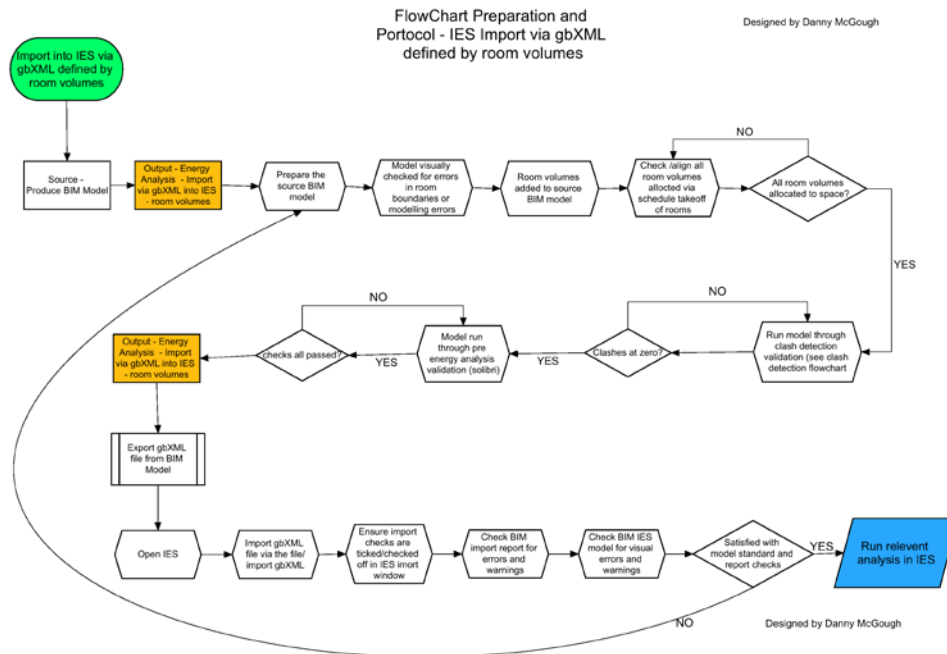 FlowChart Preparation and
Portocol - IES Import via gbXML
defined by room volumes
Designed by Danny McGough
Import into IES via
gbXML defined by
room volumes
Source -
Produce BIM Model
Output - Energy
Analysis - Import
via gbXML into IES
- room volumes
Prepare the
source BIM
model
Model visually
checked for errors
in room
boundaries or
modelling errors
Room volumes
added to source
BIM model
Check /align all
room volumes
allocted via
schedule takeoff
of rooms
NO
All room volumes
allocated to space?
YES
Run model through
clash detection
validation (see clash
detection flowchart
NO
Clashes at zero?
YES
Model run
through pre
energy analysis
validation (solibri)
NO
checks all passed?
YES
Output - Energy
Analysis - Import
via gbXML into IES
- room volumes
Export gbXML
file from BIM
Model
Open IES
Import gbXML
file via the file/
import gbXML
Ensure import
checks are
ticked/checked
off in IES imort
window
Check BIM
import report for
errors and
warnings
Check BIM IES
model for visual
errors and
warnings
Satisfied with
model standard and
report checks
YES
Run relevent
analysis in IES
NO
Designed by Danny McGough